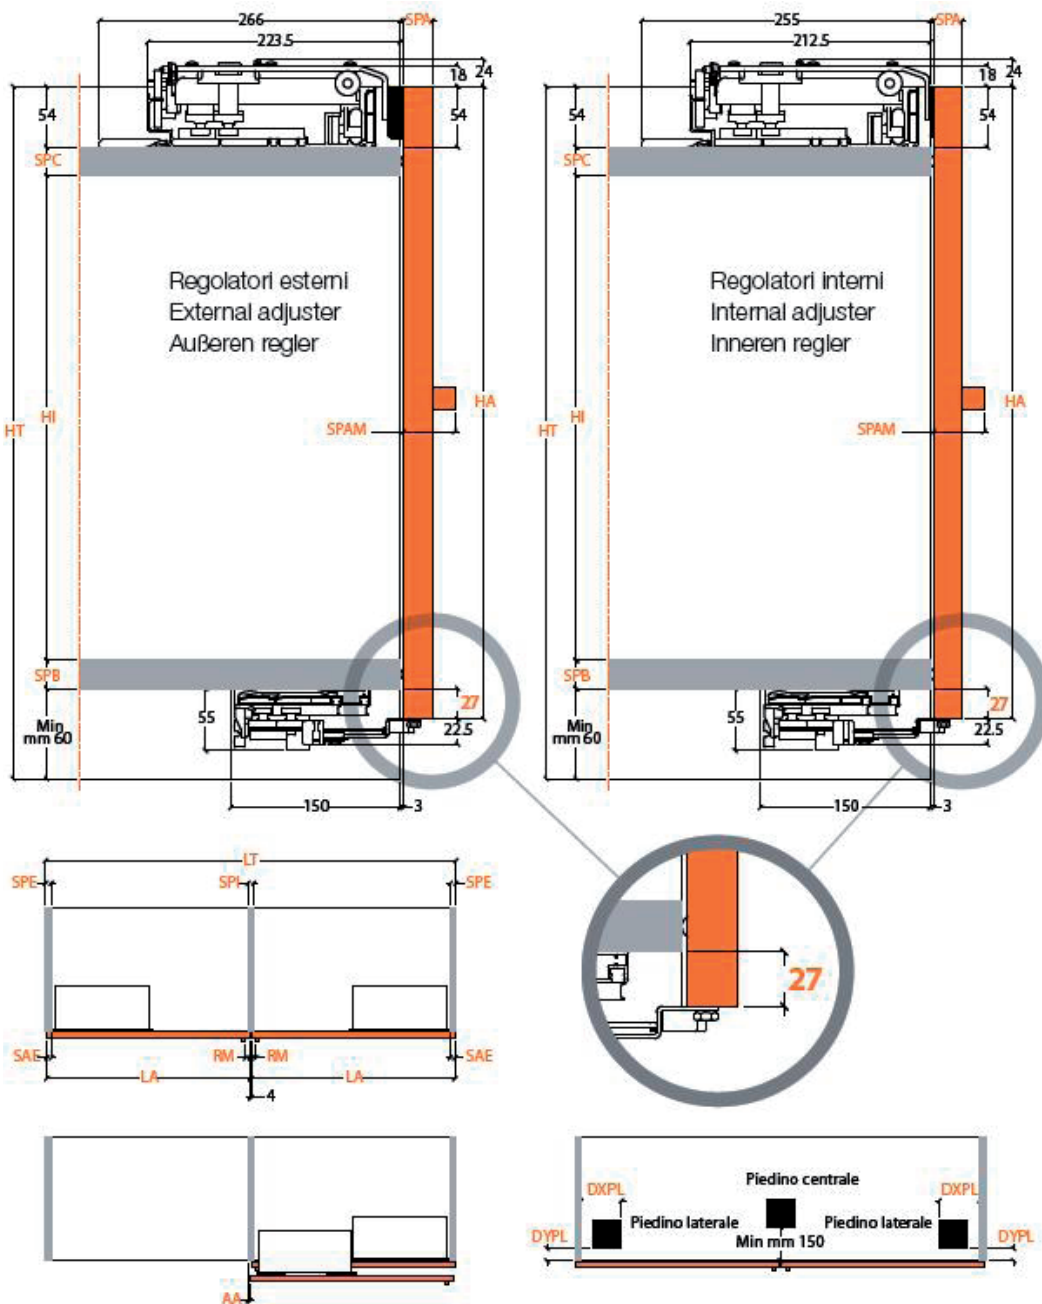 266
SPA
223.5
18
24
54
54
SPC
Regolatori esterni
External adjuster
Außeren regler
HT
HI
SPAM
HA
SPB
27
55
22.5
Min
mm 60
150
3
255
SPA
212.5
18
24
54
54
SPC
Regolatori interni
Internal adjuster
Inneren regler
HT
HI
SPAM
HA
SPB
27
55
22.5
Min
mm 60
150
3
27
LT
SPE
SPI
SPE
SAE
RM
RM
SAE
LA
LA
4
AA
Piedino centrale
DXPL
DXPL
Piedino laterale
Piedino laterale
Min mm 150
DYPL
DYPL